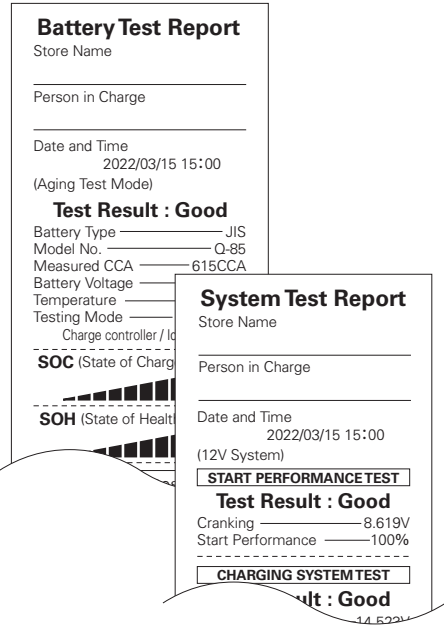 Battery Test Report
Store Name
Person in Charge
Date and Time
2022/03/15 15:00
(Aging Test Mode)
Test Result : Good
Battery Type JIS
Model No. Q-85
Measured CCA 615CCA
Battery Voltage
Temperature
Testing Mode
Charge controller /
SOC (State of Charg
SOH (State of Healt
System Test Report
Store Name
Person in Charge
Date and Time
2022/03/15 15:00
(12V System)
START PERFORMANCE TEST
Test Result : Good
Cranking 8.619V
Start Performance 100%
CHARGING SYSTEM TEST
ult : Good
14.522V